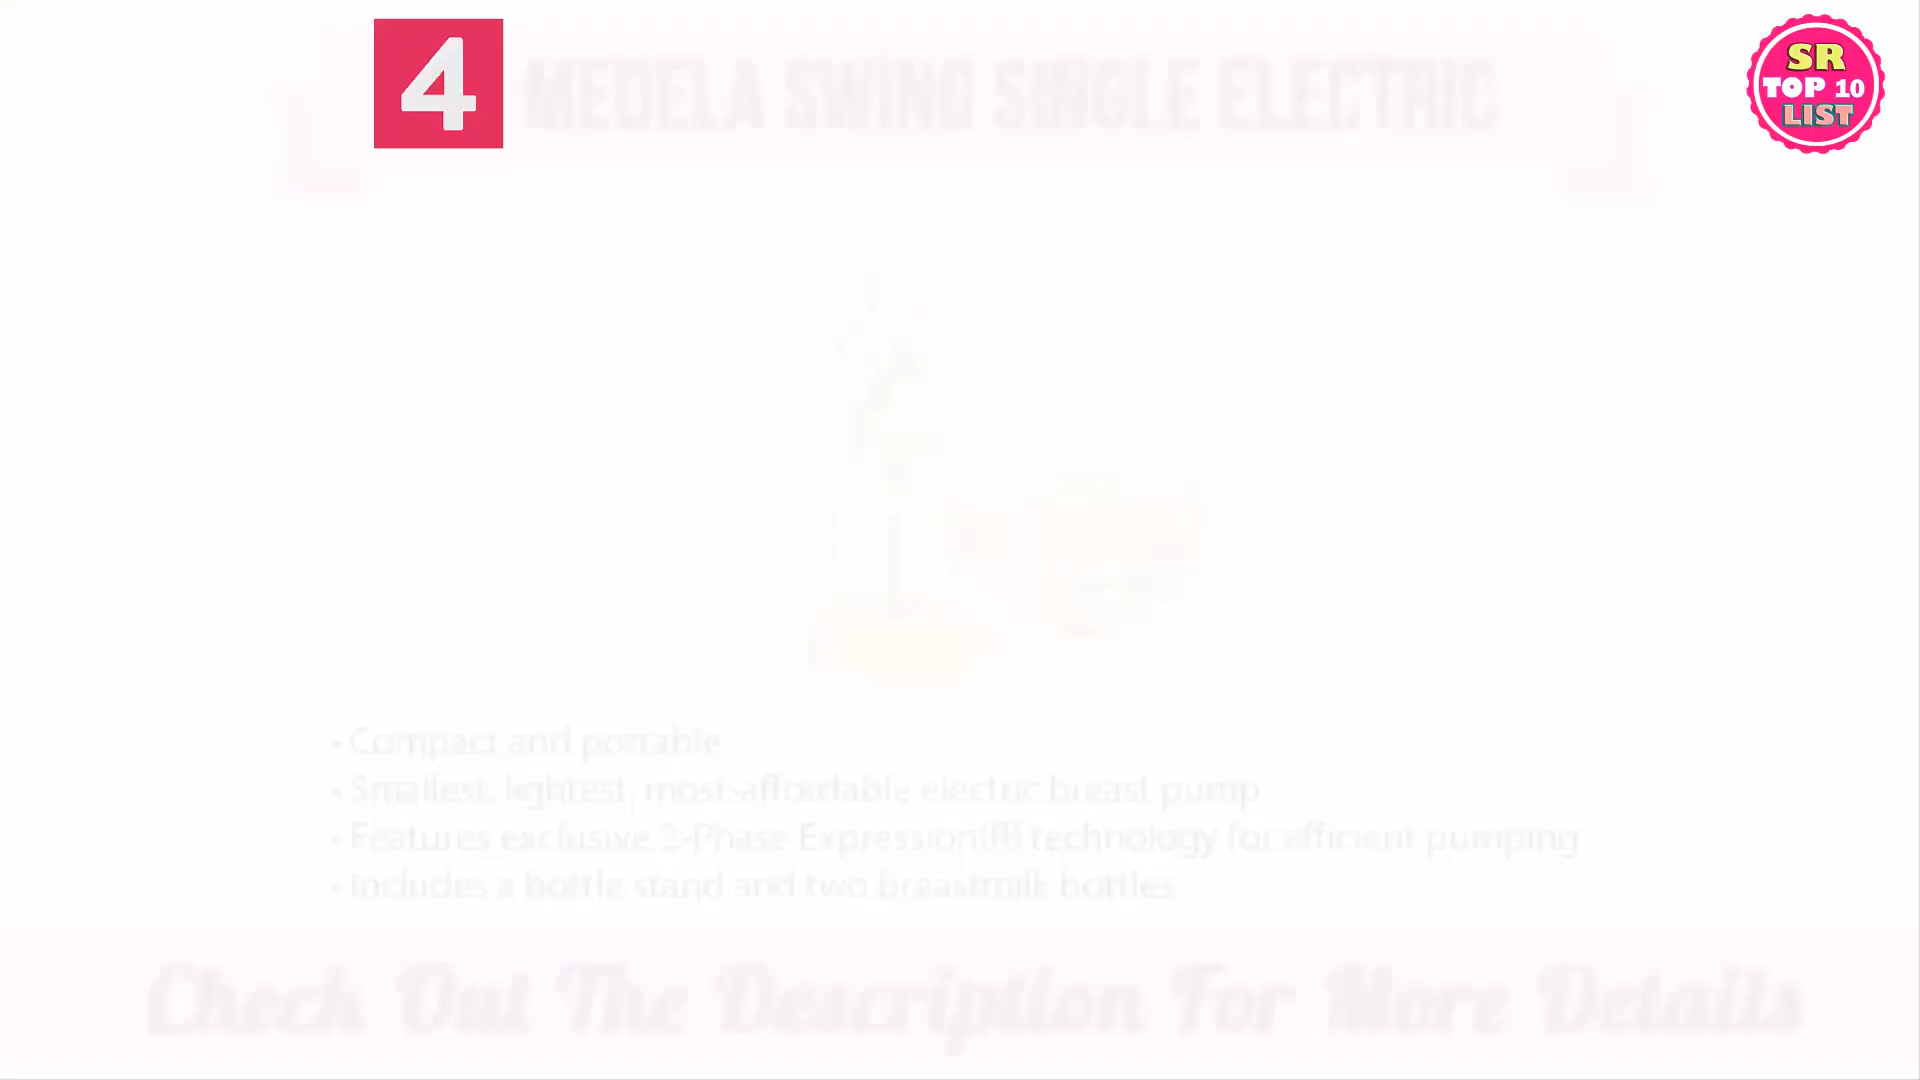 4 MEDELA SWING SINGLE ELECTRIC
SR
TOP 10
LIST
• Compact and portable
• Smallest, lightest, most-affordable electric breast pump
• Features exclusive 2-Phase Expression(R) technology for efficient pumping
• Includes a bottle stand and two breastmilk bottles
Check Out The Description For More Details